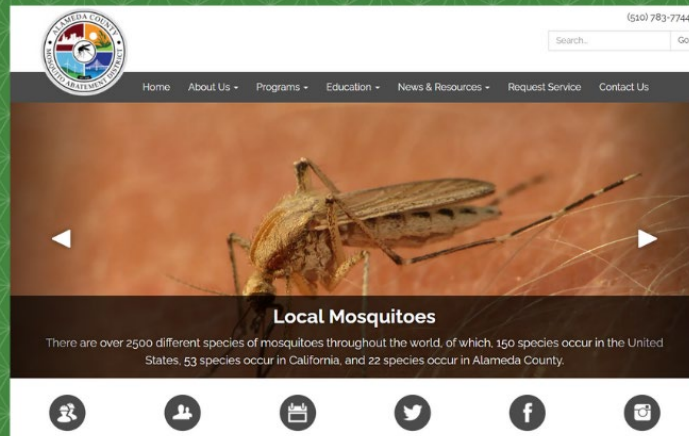 (510) 783-7744
ALAMEDA COUNTY
MOSQUITO ABATEMENT DISTRICT
Search...
Go
Home About Us Programs Education News & Resources Request Service Contact Us
Local Mosquitoes
There are over 2500 different species of mosquitoes throughout the world, of which, 150 species occur in the United
States, 53 species occur in California, and 22 species occur in Alameda County.